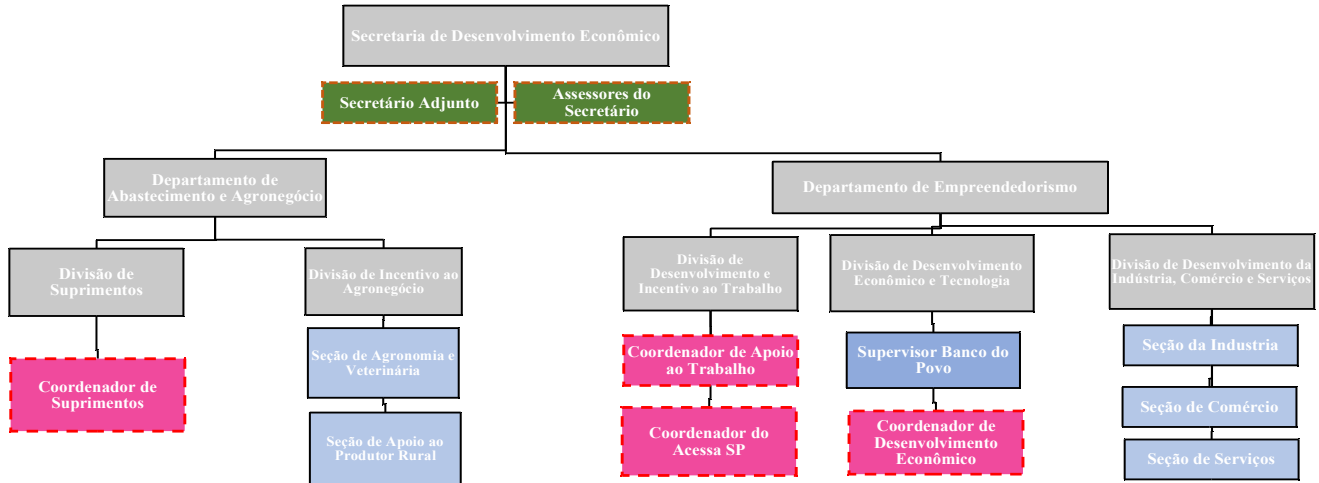 Secretaria de Desenvolvimento Econômico
Secretário Adjunto
Assessores do
Secretário
Departamento de
Abastecimento e Agronegócio
Departamento de Empreendedorismo
Divisão de
Suprimentos
Divisão de Incentivo ao
Agronegócio
Divisão de
Desenvolvimento e
Incentivo ao Trabalho
Divisão de Desenvolvimento
Econômico e Tecnologia
Divisão de Desenvolvimento da
Indústria, Comércio e Serviços
Coordenador de
Suprimentos
Seção de Agronomia e
Veterinária
Seção de Apoio ao
Produtor Rural
Coordenador de Apoio
ao Trabalho
Coordenador do
Acessa SP
Supervisor Banco do
Povo
Coordenador de
Desenvolvimento
Econômico
Seção da Industria
Seção de Comércio
Seção de Serviços